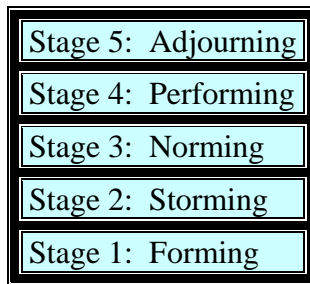 Stage 5: Adjourning
Stage 4: Performing
Stage 3: Norming
Stage 2: Storming
Stage 1: Forming